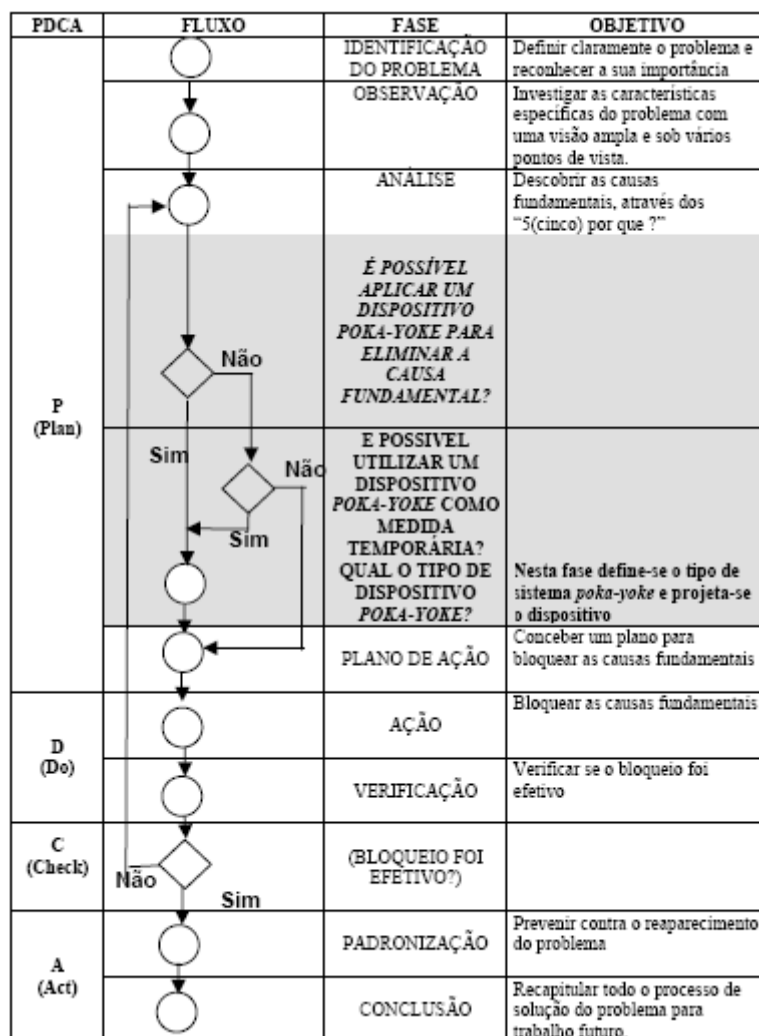 PDCA FLUXO FASE OBJETIVO
IDENTIFICAÇÃO
DO PROBLEMA
Definir claramente o problema e
reconhecer a sua importância
OBSERVAÇÃO
Investigar as características
específicas do problema com
uma visão ampla e sob vários
pontos de vista.
ANÁLISE
Descobrir as causas
fundamentais, através dos
“5(cinco) por que ?”
P
(Plan)
É POSSÍVEL
APLICAR UM
DISPOSITIVO
POKA-YOKE PARA
ELIMINAR A
CAUSA
FUNDAMENTAL?
Não
Sim
E POSSIVEL
UTILIZAR UM
DISPOSITIVO
POKA-YOKE COMO
MEDIDA
TEMPORÁRIA?
QUAL O TIPO DE
DISPOSITIVO
POKA-YOKE?
Não
Sim
Nesta fase define-se o tipo de
sistema poka-yoke e projeta-se
o dispositivo
PLANO DE AÇÃO
Conceber um plano para
bloquear as causas fundamentais
D
(Do)
AÇÃO
Bloquear as causas fundamentais
VERIFICAÇÃO
Verificar se o bloqueio foi
efetivo
C
(Check)
Não
Sim
(BLOQUEIO FOI
EFETIVO?)
A
(Act)
PADRONIZAÇÃO
Prevenir contra o reaparecimento
do problema
CONCLUSÃO
Recapitular todo o processo de
solução do problema para
trabalho futuro